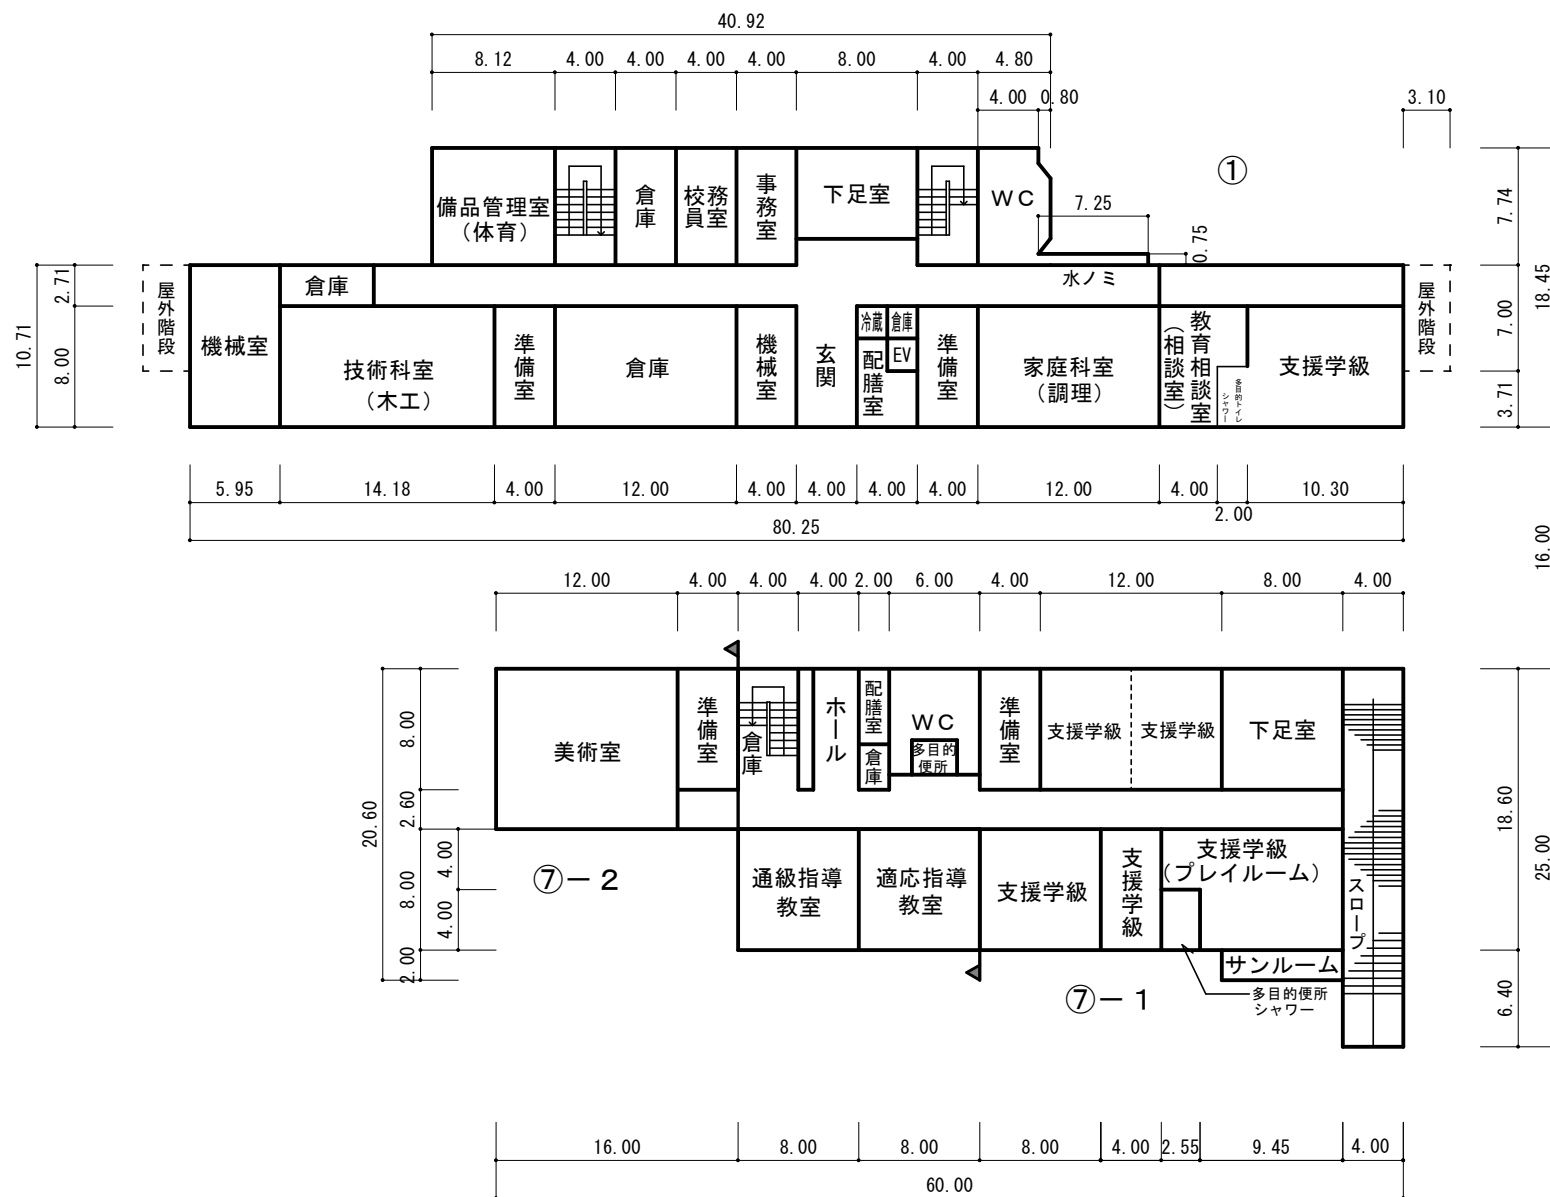 40.92
8.12
4.00
4.00
4.00
4.00
8.00
4.00
4.80
4.00
0.80
3.10
①
備品管理室
(体育)
倉庫
校務員室
事務室
下足室
WC
7.25
0.75
7.74
18.45
7.00
3.71
10.71
2.71
8.00
屋外階段
機械室
倉庫
技術科室
(木工)
準備室
倉庫
機械室
玄関
冷蔵
倉庫
配膳室
EV
準備室
水ノミ
家庭科室
(調理)
教育相談室
(相談室)
多目的トイレ
シャワー
支援学級
屋外階段
5.95
14.18
4.00
12.00
4.00
4.00
4.00
4.00
12.00
4.00
2.00
10.30
80.25
16.00
12.00
4.00
4.00
4.00
2.00
6.00
4.00
12.00
8.00
4.00
20.60
8.00
2.60
8.00
4.00
4.00
2.00
美術室
準備室
倉庫
ホール
配膳室
倉庫
WC
多目的
便所
準備室
支援学級
支援学級
下足室
⑦-2
通級指導
教室
適応指導
教室
支援学級
支援学級
支援学級
(プレイルーム)
スロープ
サンルーム
多目的便所
シャワー
⑦-1
18.60
25.00
6.40
16.00
8.00
8.00
8.00
4.00
2.55
9.45
4.00
60.00